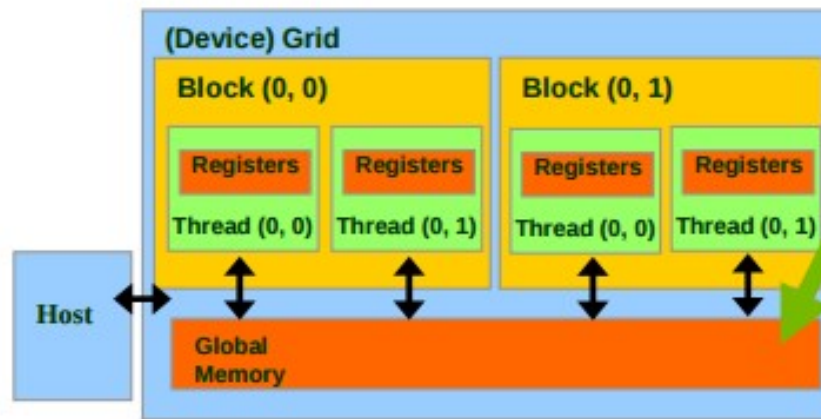 (Device) Grid
Block (0, 0)
Block (0, 1)
Registers
Registers
Registers
Registers
Thread (0, 0)
Thread (0, 1)
Thread (0, 0)
Thread (0, 1)
Host
Global
Memory